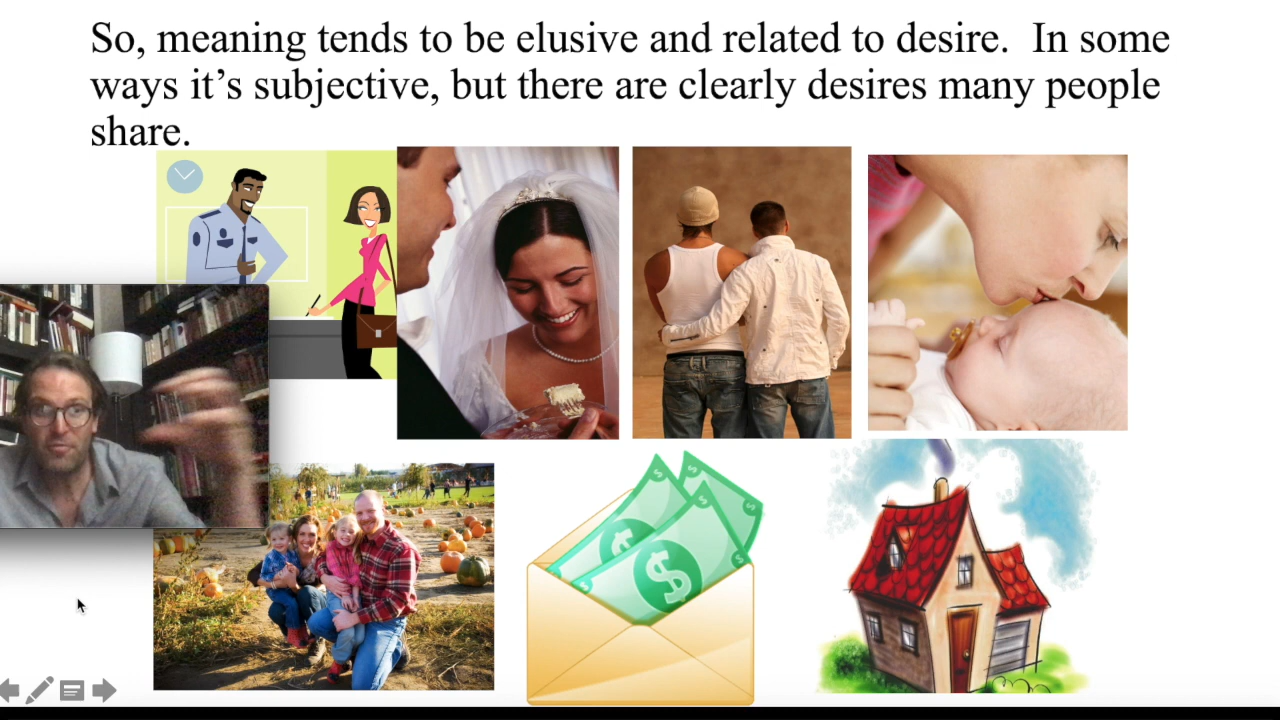 So, meaning tends to be elusive and related to desire.  In some
ways it’s subjective, but there are clearly desires many people
share.
$
$
$
$
$